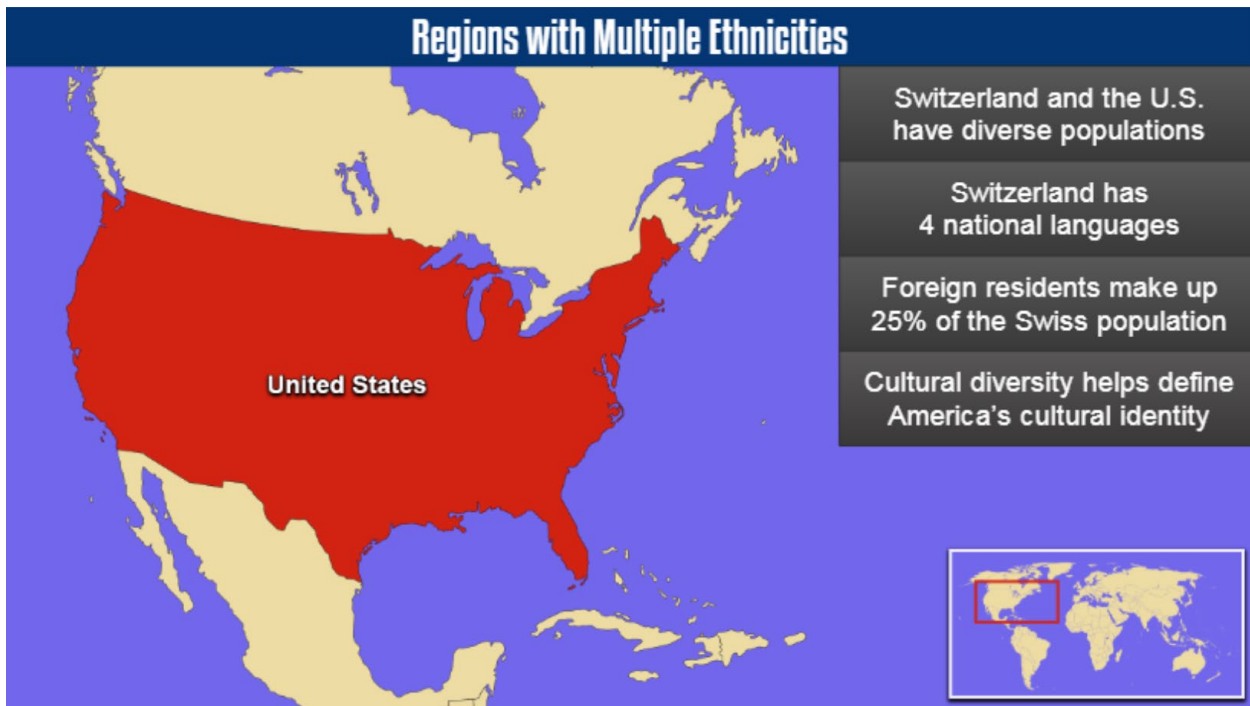 Regions with Multiple Ethnicities
Switzerland and the U.S.
have diverse populations
Switzerland has
4 national languages
Foreign residents make up
25% of the Swiss population
Cultural diversity helps define
America's cultural identity
United States